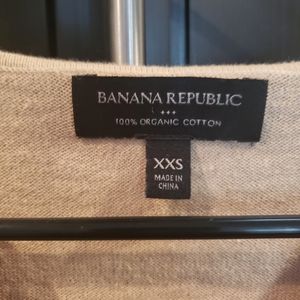 BANANA REPUBLIC
+++
100% ORGANIC COTTON
XXS
MADE IN
CHINA